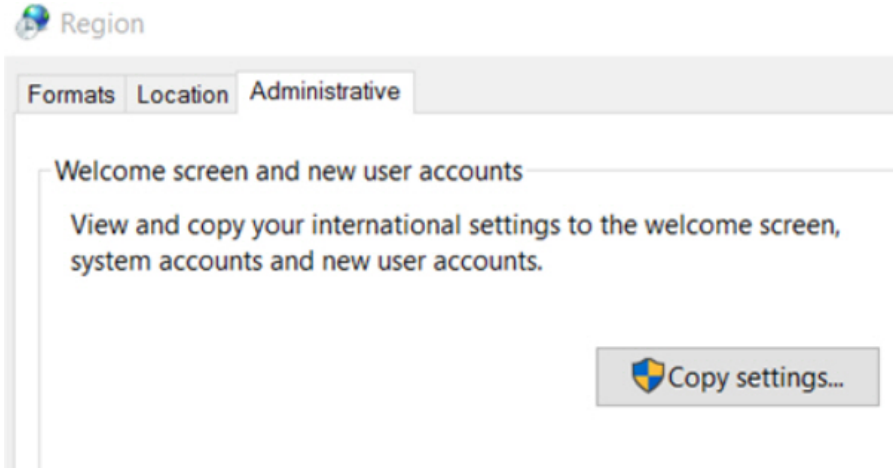 Region
Formats Location Administrative
Welcome screen and new user accounts
View and copy your international settings to the welcome screen,
system accounts and new user accounts.
Copy settings...